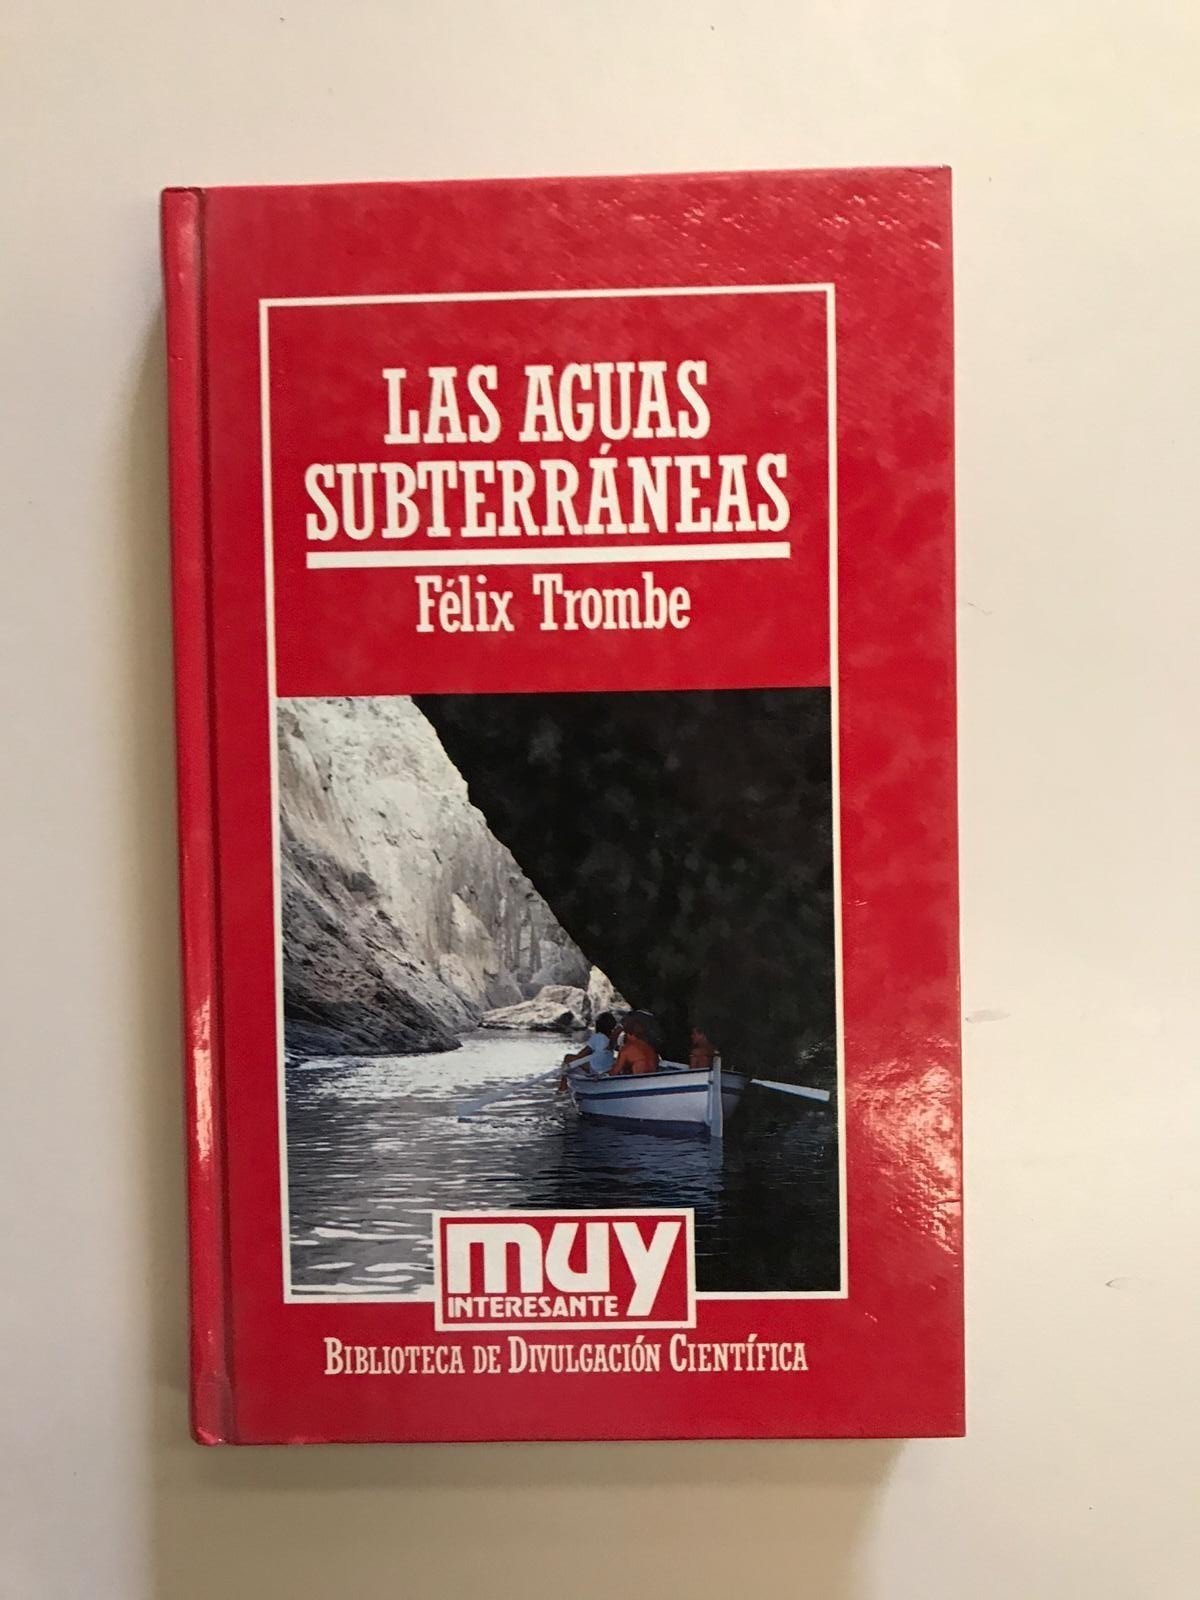 LAS AGUAS
SUBTERRÁNEAS
Félix Trombe
muy
INTERESANTE
BIBLIOTECA DE DIVULGACIÓN CIENTÍFICA